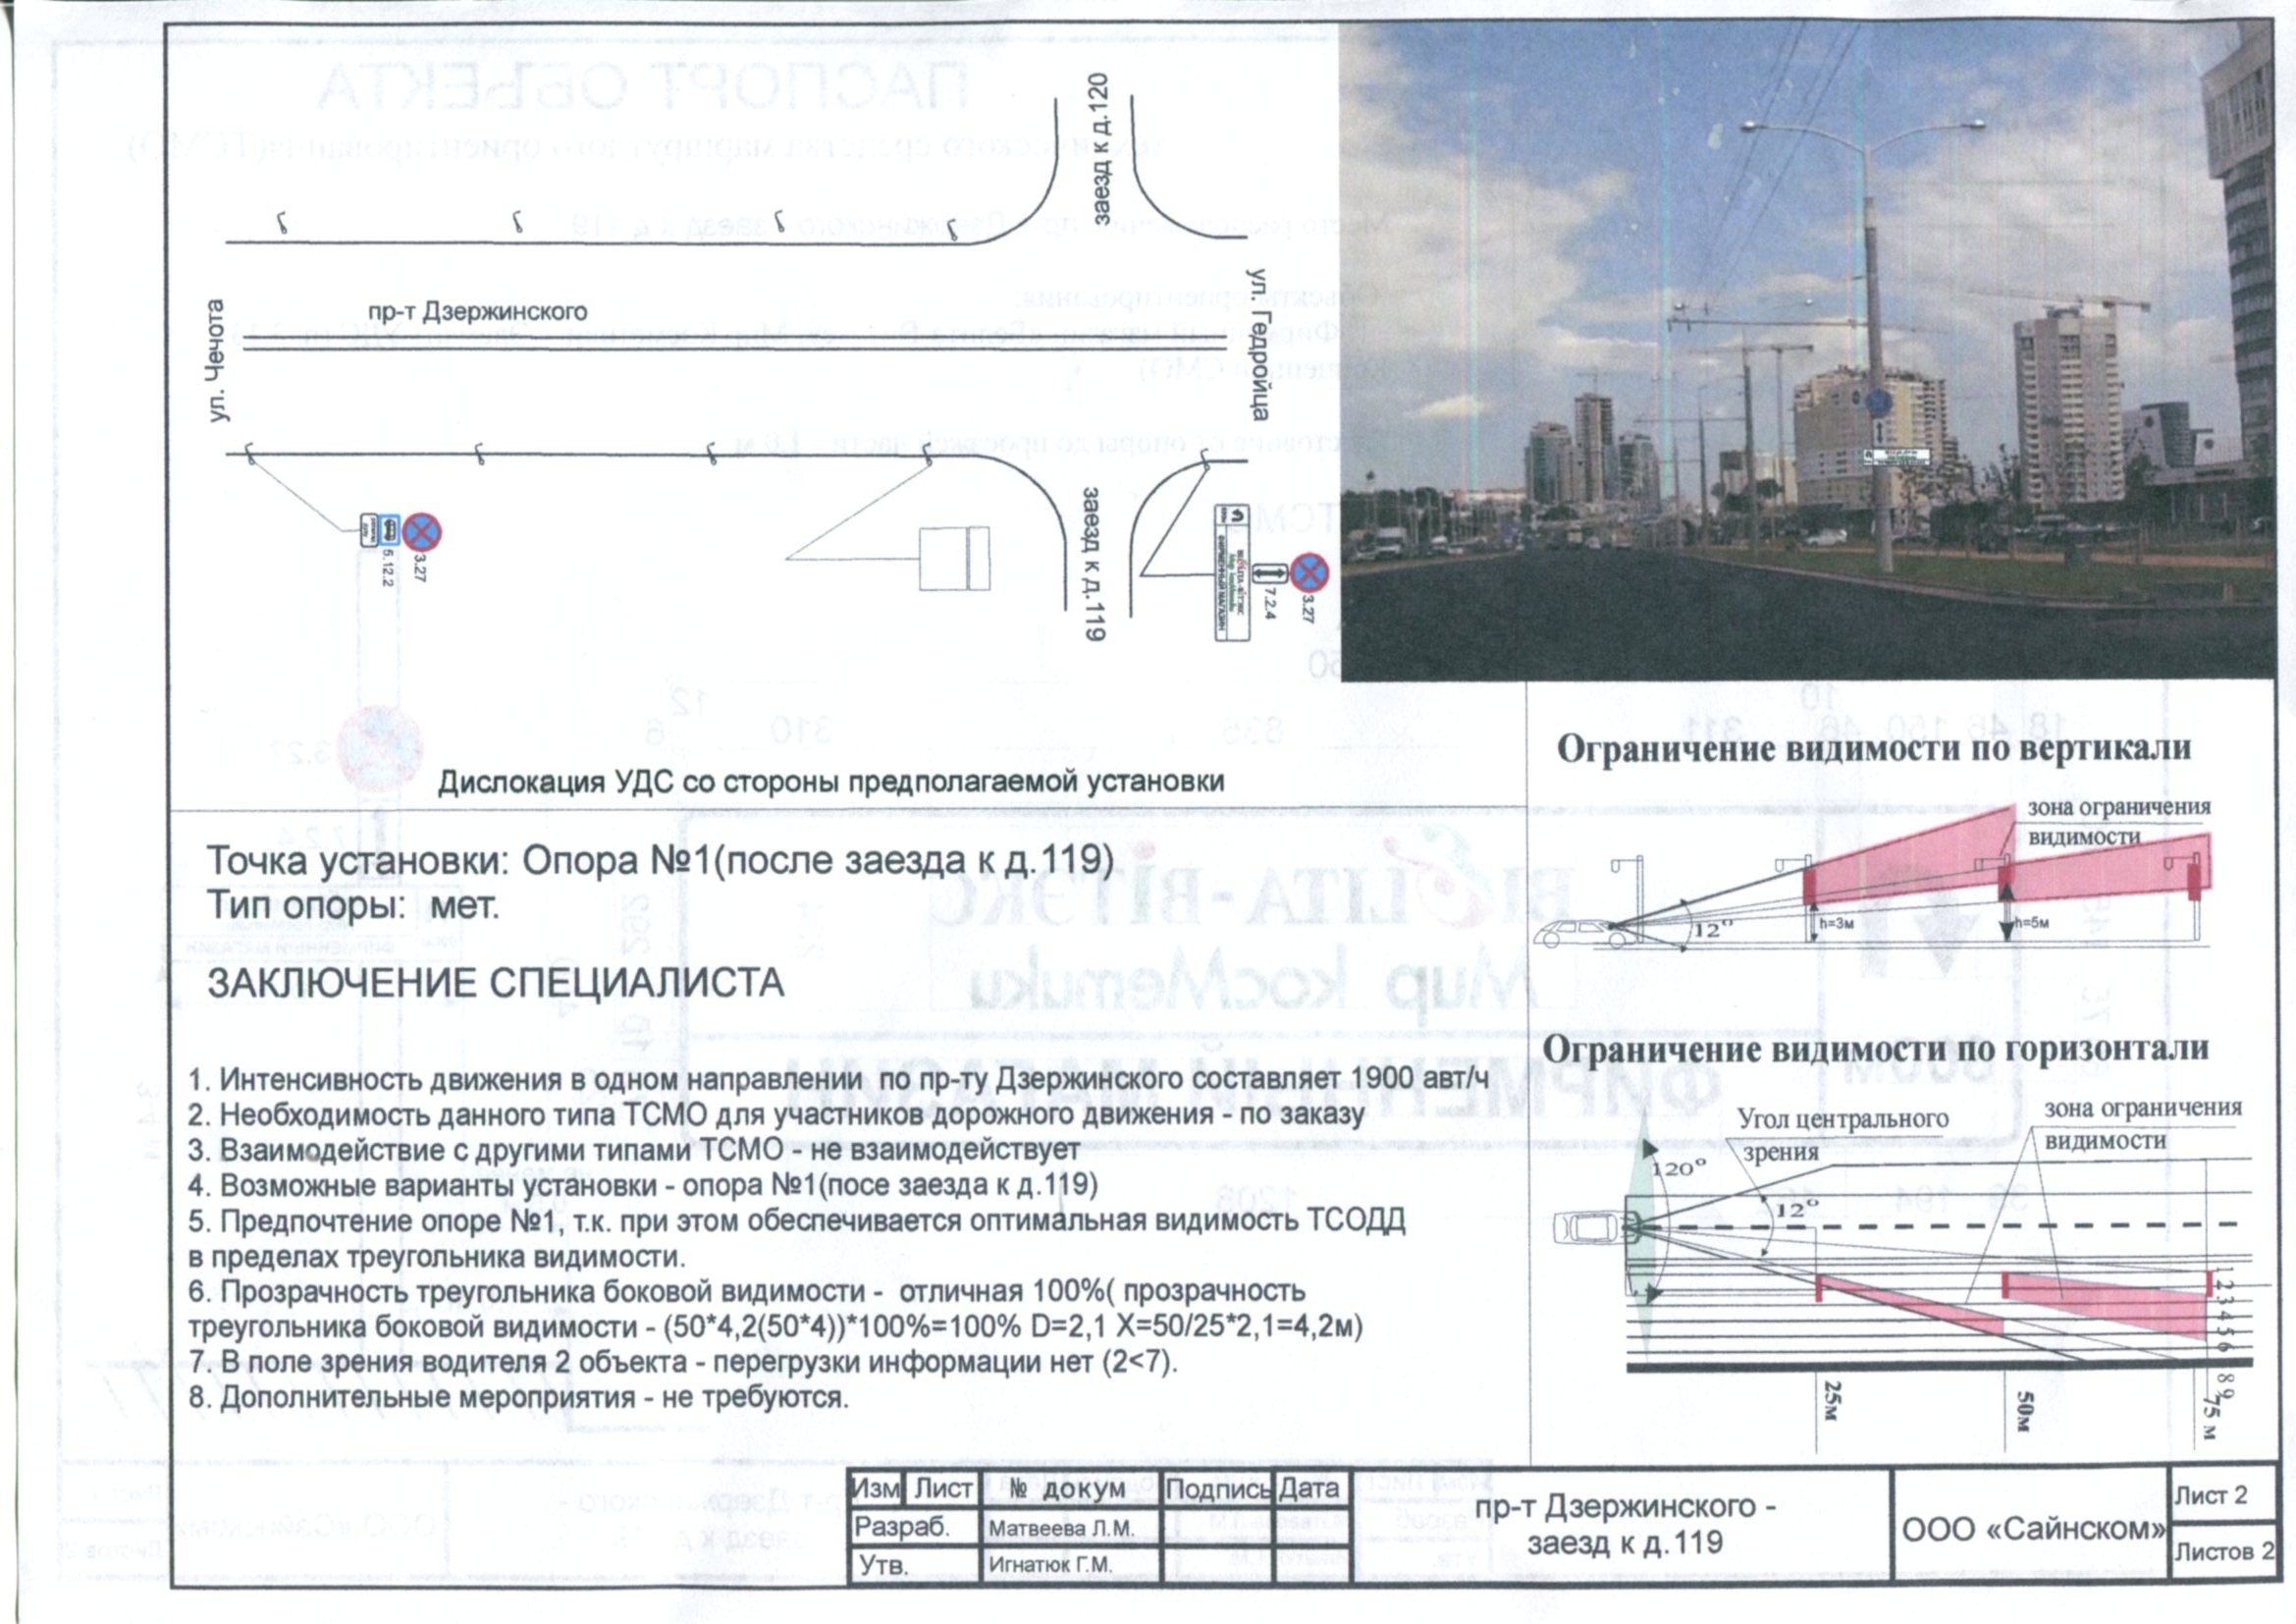 заезд к д.120
пр-т Дзержинского
ул. Чечота
ул Гедройца
заезд к д.119
5.12.2
3.27
ФИРМЕННЫЙ МАГАЗИН
7.2.4
3.27
Дислокация УДС со стороны предполагаемой установки
Точка установки: Опора №1(после заезда к д.119)
Тип опоры: мет.
ЗАКЛЮЧЕНИЕ СПЕЦИАЛИСТА
1. Интенсивность движения в одном направлении по пр-ту Дзержинского составляет 1900 авт/ч
2. Необходимость данного типа ТСМО для участников дорожного движения - по заказу
3. Взаимодействие с другими типами ТСМО - не взаимодействует
4. Возможные варианты установки - опора №1(посе заезда к д.119)
5. Предпочтение опоре №1, т.к. при этом обеспечивается оптимальная видимость ТСОДД
в пределах треугольника видимости.
6. Прозрачность треугольника боковой видимости - отличная 100%( прозрачность
треугольника боковой видимости - (50*4,2(50*4))*100%=100% D=2,1 X=50/25*2,1=4,2м)
7. В поле зрения водителя 2 объекта - перегрузки информации нет (2<7).
8. Дополнительные мероприятия - не требуются.
Ограничение видимости по вертикали
зона ограничения
видимости
12°
h=3м
h=5м
Ограничение видимости по горизонтали
Угол центрального
зрения
зона ограничения
видимости
120°
12°
1 2 3 4 5 6
8 9
25м
50м
75 м
Изм Лист № докум Подпись Дата
Разраб. Матвеева Л.М.
Утв. Игнатюк Г.М.
пр-т Дзержинского -
заезд к д.119
ООО «Сайнском»
Лист 2
Листов 2